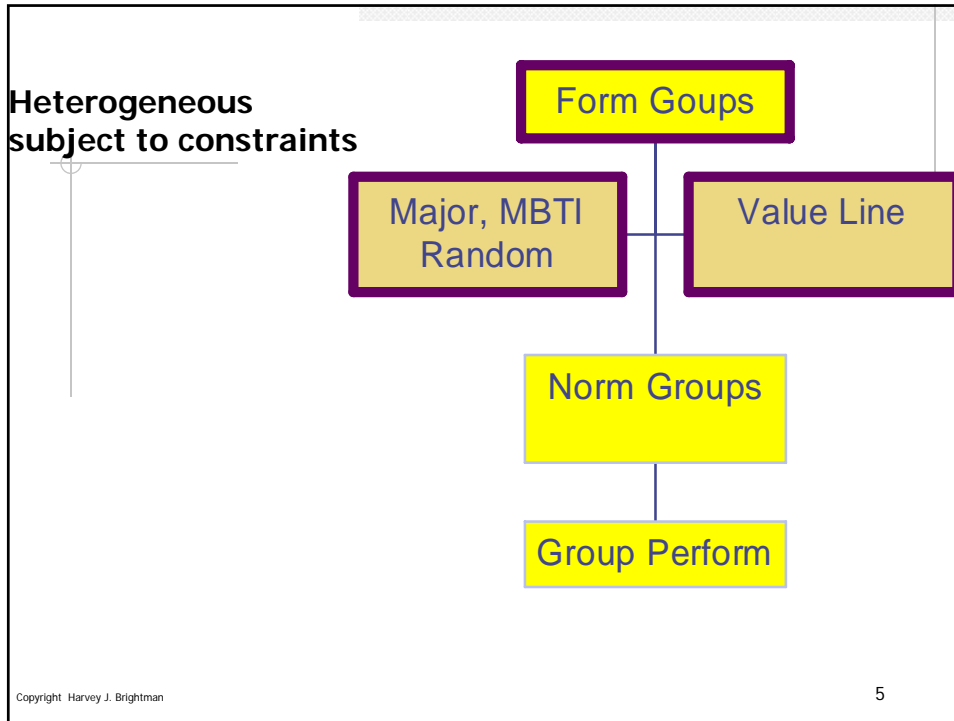 Heterogeneous
subject to constraints
Form Goups
Major, MBTI
Random
Value Line
Norm Groups
Group Perform
Copyright Harvey J. Brightman
5